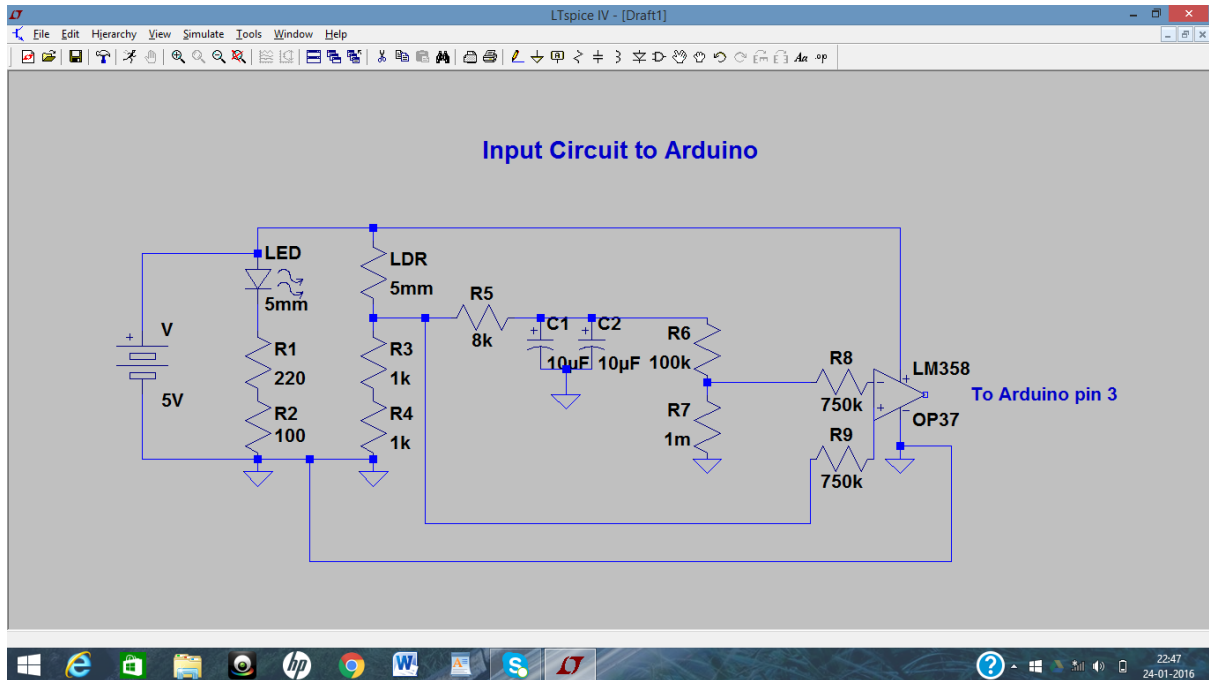 LTspice IV - [Draft1]
File Edit Hierarchy View Simulate Tools Window Help
Aa .op
Input Circuit to Arduino
LED
5mm
LDR
5mm
V
5V
R1
220
R2
100
R3
1k
R4
1k
R5
8k
C1
10µF
C2
10µF
R6
100k
R7
1m
R8
750k
R9
750k
LM358
OP37
To Arduino pin 3
22:47
24-01-2016